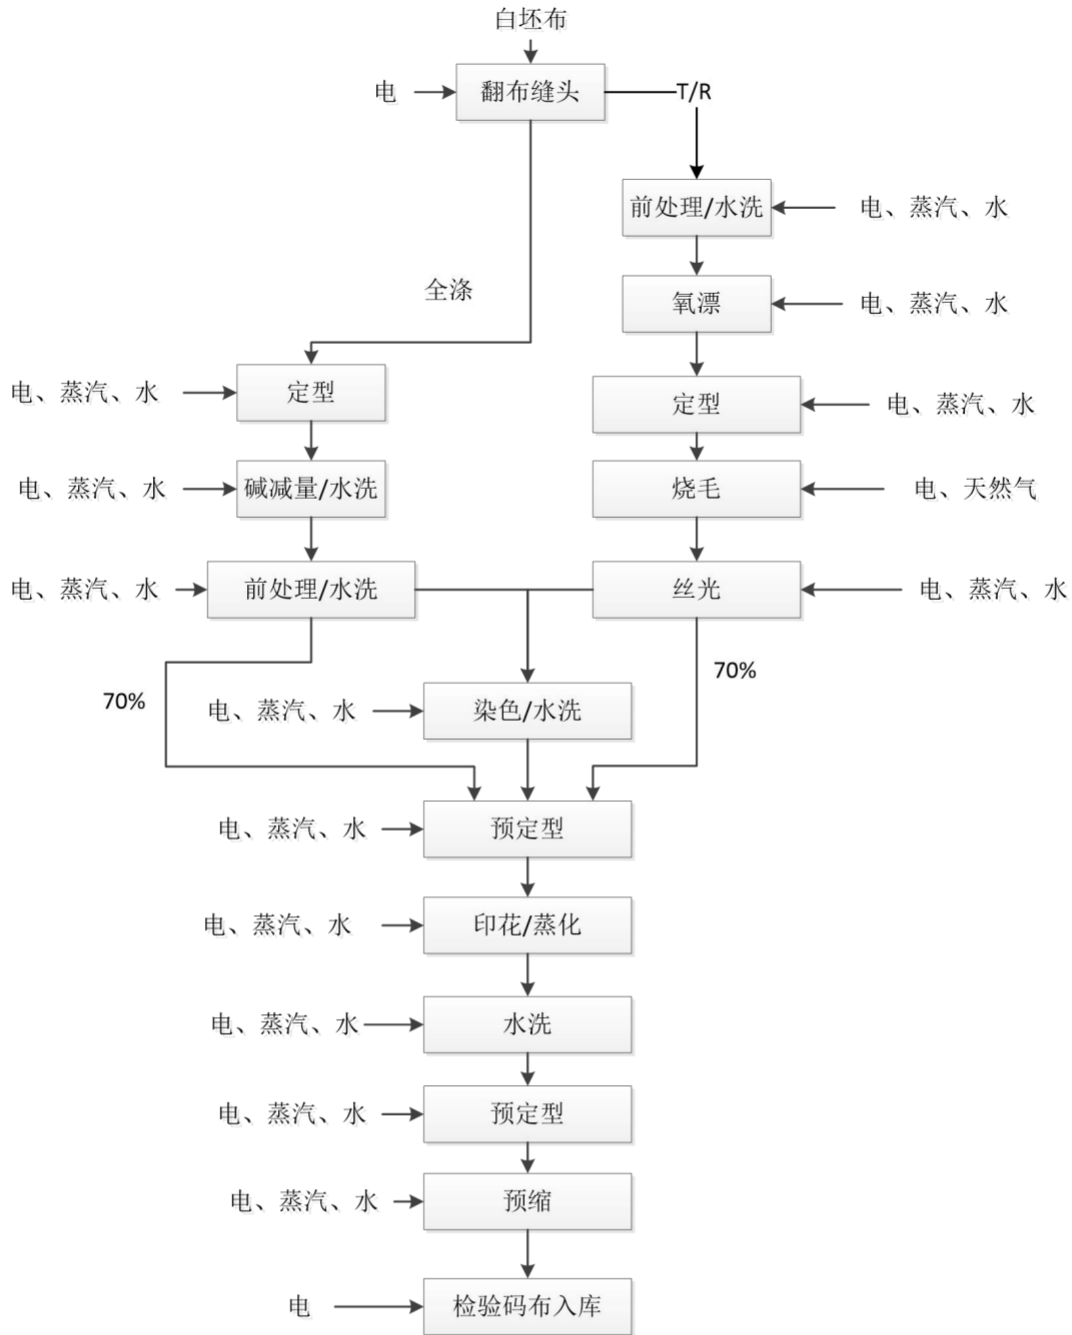 白坯布
电
翻布缝头
T/R
前处理/水洗
电、蒸汽、水
全涤
氧漂
电、蒸汽、水
电、蒸汽、水
定型
定型
电、蒸汽、水
电、蒸汽、水
碱减量/水洗
烧毛
电、天然气
电、蒸汽、水
前处理/水洗
丝光
电、蒸汽、水
70%
70%
电、蒸汽、水
染色/水洗
电、蒸汽、水
预定型
电、蒸汽、水
印花/蒸化
电、蒸汽、水
水洗
电、蒸汽、水
预定型
电、蒸汽、水
预缩
电
检验码布入库